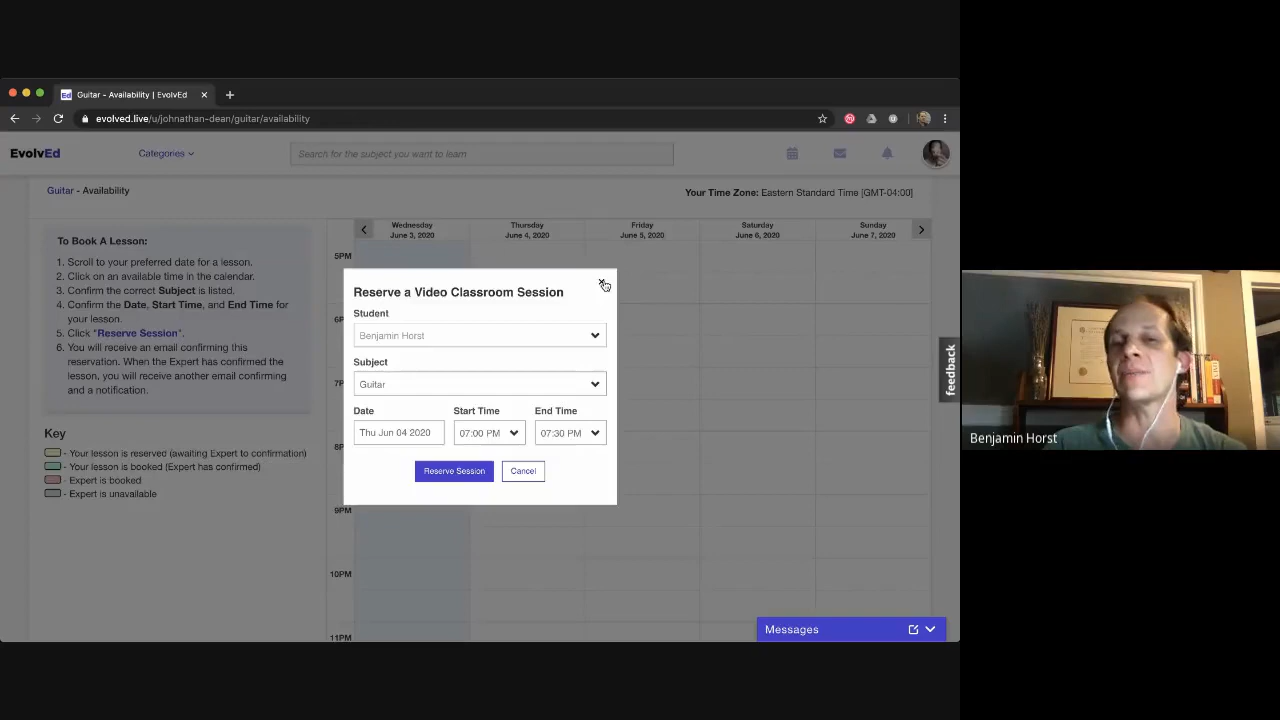 Ed Guitar - Availability | EvolvEd
evolved.live/u/johnathan-dean/guitar/availability
EvolvEd
Categories
Search for the subject you want to learn
Guitar - Availability
Your Time Zone: Eastern Standard Time [GMT-04:00]
To Book A Lesson:
1. Scroll to your preferred date for a lesson.
2. Click on an available time in the calendar.
3. Confirm the correct Subject is listed.
4. Confirm the Date, Start Time, and End Time for
your lesson.
5. Click "Reserve Session".
6. You will receive an email confirming this
reservation. When the Expert has confirmed the
lesson, you will receive another email confirming
and a notification.
Key
- Your lesson is reserved (awaiting Expert to confirmation)
- Your lesson is booked (Expert has confirmed)
- Expert is booked
- Expert is unavailable
Wednesday
June 3, 2020
Thursday
June 4, 2020
Friday
June 5, 2020
Saturday
June 6, 2020
Sunday
June 7, 2020
5PM
9PM
10PM
11PM
Reserve a Video Classroom Session
Student
Benjamin Horst
Subject
Guitar
Date
Start Time
End Time
Thu Jun 04 2020
07:00 PM
07:30 PM
Reserve Session
Cancel
feedback
Messages
Benjamin Horst